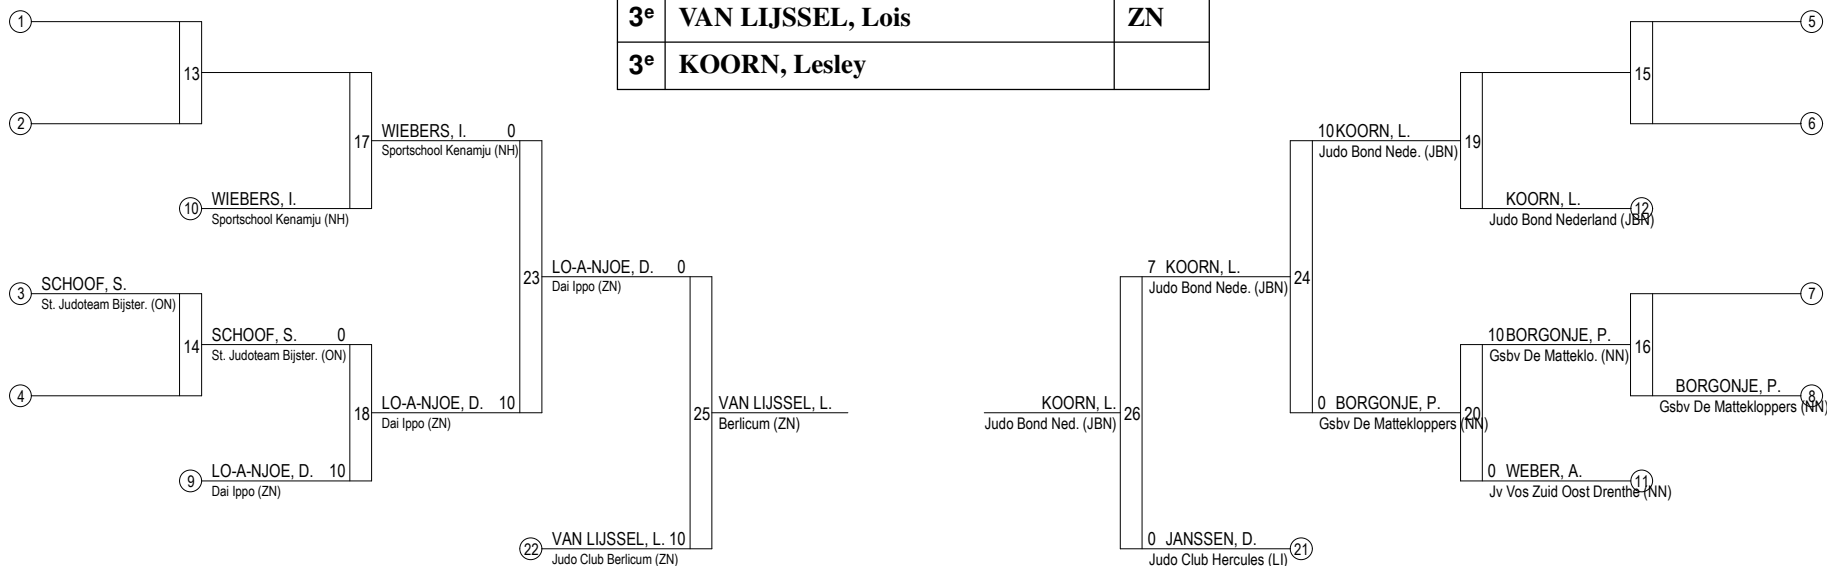 3e VAN LIJSSEL, Lois ZN
3e KOORN, Lesley
1
13
2
17
WIEBERS, I. 0
Sportschool Kenamju (NH)
10 WIEBERS, I.
Sportschool Kenamju (NH)
23
LO-A-NJOE, D. 0
Dai Ippo (ZN)
3 SCHOOF, S.
St. Judoteam Bijster. (ON)
14
SCHOOF, S. 0
St. Judoteam Bijster. (ON)
4
18
LO-A-NJOE, D. 10
Dai Ippo (ZN)
9 LO-A-NJOE, D. 10
Dai Ippo (ZN)
25
VAN LIJSSEL, L.
Berlicum (ZN)
22 VAN LIJSSEL, L. 10
Judo Club Berlicum (ZN)
5
15
6
10 KOORN, L.
Judo Bond Nede. (JBN)
19
KOORN, L. 12
Judo Bond Nederland (JBN)
7 KOORN, L.
Judo Bond Nede. (JBN)
24
7
10 BORGONJE, P.
Gsbv De Matteklo. (NN)
16
BORGONJE, P. 8
Gsbv De Mattekloppers (NN)
KOORN, L.
Judo Bond Ned. (JBN)
26
0 BORGONJE, P.
Gsbv De Mattekloppers (NN)
20
0 WEBER, A. 11
Jv Vos Zuid Oost Drenthe (NN)
0 JANSSEN, D. 21
Judo Club Hercules (LI)